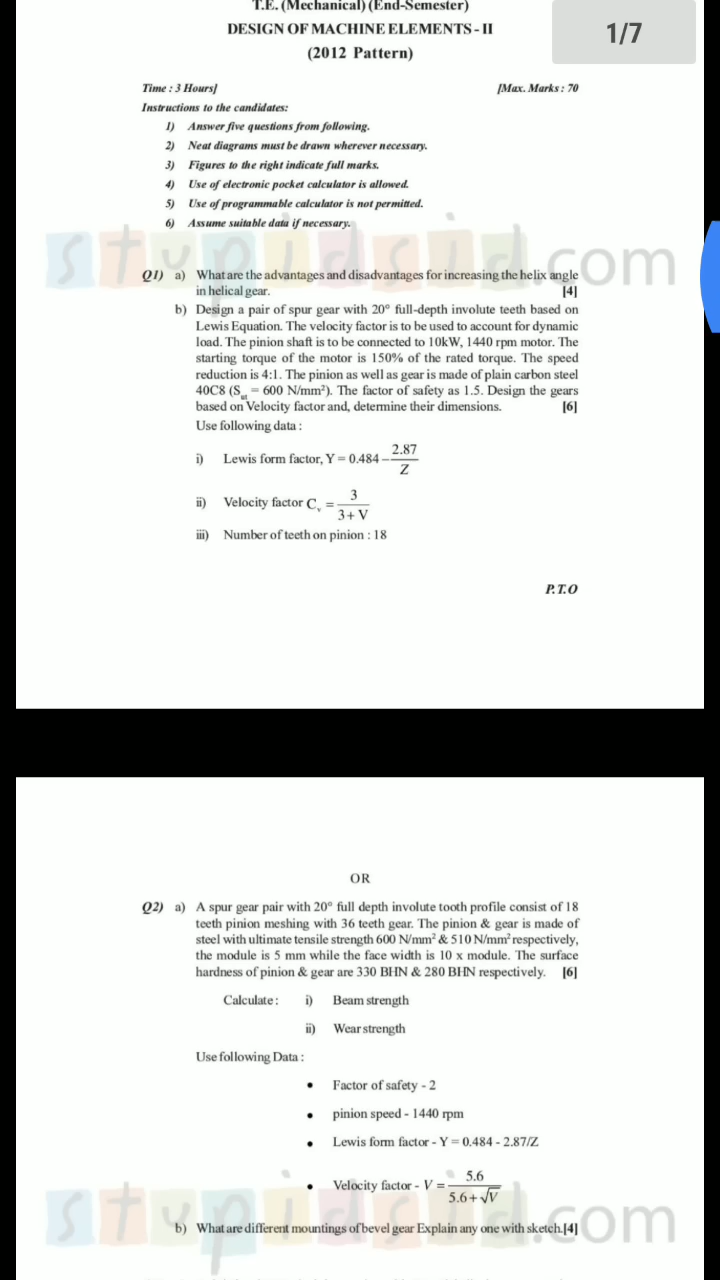 T.E. (Mechanical) (End-Semester)
DESIGN OF MACHINE ELEMENTS - II
(2012 Pattern)
1/7
Time : 3 Hours] [Max. Marks : 70
Instructions to the candidates:
1) Answer five questions from following.
2) Neat diagrams must be drawn wherever necessary.
3) Figures to the right indicate full marks.
4) Use of electronic pocket calculator is allowed.
5) Use of programmable calculator is not permitted.
6) Assume suitable data if necessary.
stupidsid.com
Q1) a) What are the advantages and disadvantages for increasing the helix angle
in helical gear. [4]
b) Design a pair of spur gear with 20° full-depth involute teeth based on
Lewis Equation. The velocity factor is to be used to account for dynamic
load. The pinion shaft is to be connected to 10kW, 1440 rpm motor. The
starting torque of the motor is 150% of the rated torque. The speed
reduction is 4:1. The pinion as well as gear is made of plain carbon steel
40C8 (Sut = 600 N/mm²). The factor of safety as 1.5. Design the gears
based on Velocity factor and, determine their dimensions. [6]
Use following data :
i) Lewis form factor, Y = 0.484 – 2.87/Z
ii) Velocity factor Cv = 3/(3 + V)
iii) Number of teeth on pinion : 18
P.T.O
OR
Q2) a) A spur gear pair with 20° full depth involute tooth profile consist of 18
teeth pinion meshing with 36 teeth gear. The pinion & gear is made of
steel with ultimate tensile strength 600 N/mm² & 510 N/mm² respectively,
the module is 5 mm while the face width is 10 x module. The surface
hardness of pinion & gear are 330 BHN & 280 BHN respectively. [6]
Calculate : i) Beam strength
ii) Wear strength
Use following Data :
• Factor of safety - 2
• pinion speed - 1440 rpm
• Lewis form factor - Y = 0.484 - 2.87/Z
• Velocity factor - V = 5.6/(5.6 + √V)
stupidsid.com
b) What are different mountings of bevel gear Explain any one with sketch.[4]